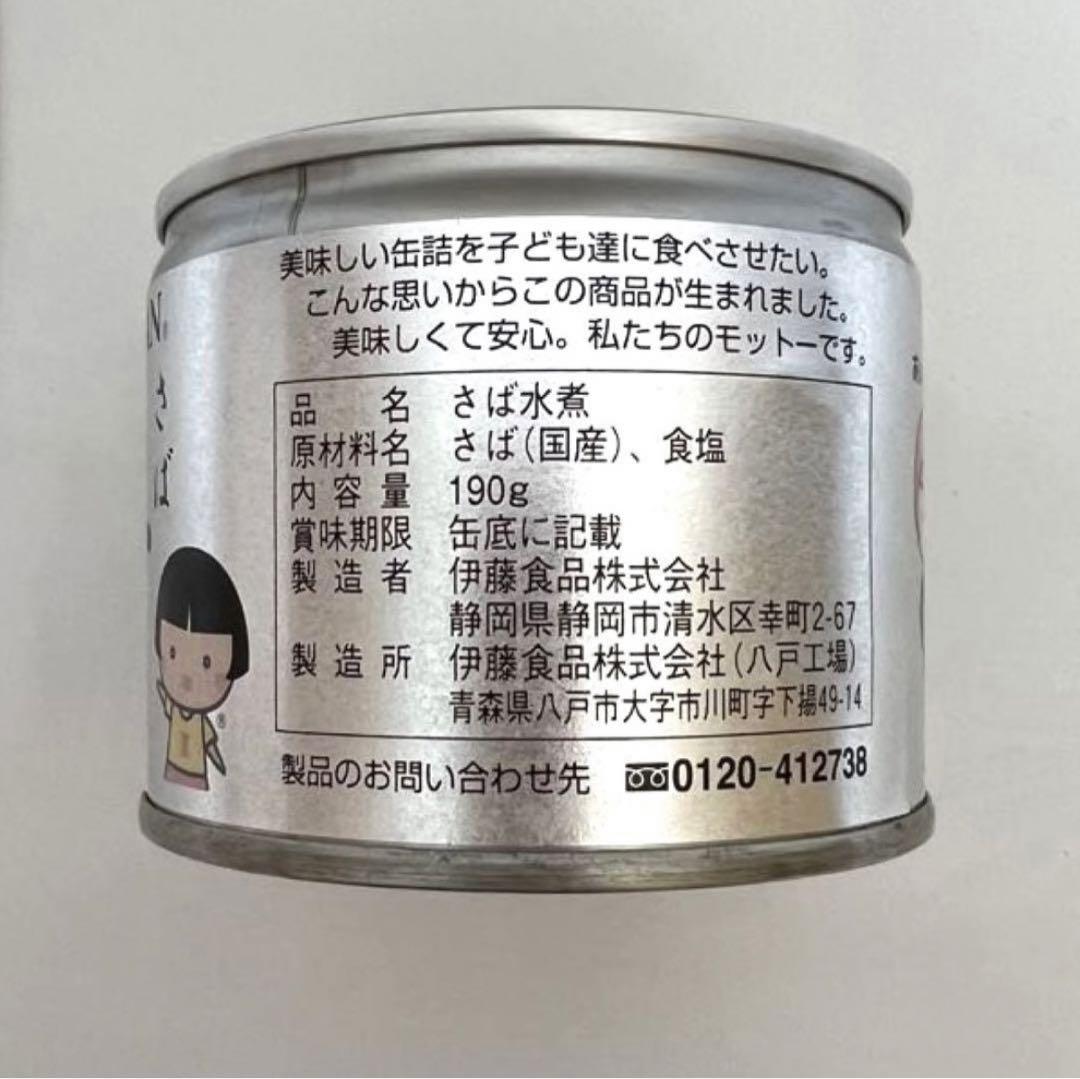 美味しい缶詰を子ども達に食べさせたい。
こんな思いからこの商品が生まれました。
美味しくて安心。私たちのモットーです。
品名 さば水煮
原材料名 さば(国産)、食塩
内容量 190g
賞味期限 缶底に記載
製造者 伊藤食品株式会社
静岡県静岡市清水区幸町2-67
製造所 伊藤食品株式会社(八戸工場)
青森県八戸市大字市川町字下揚49-14
製品のお問い合わせ先 0120-412738
N®
さば
®